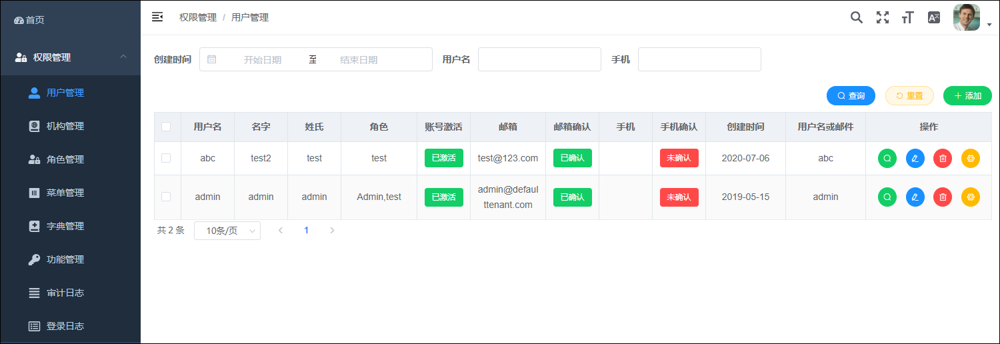 首页
权限管理
用户管理
机构管理
角色管理
菜单管理
字典管理
功能管理
审计日志
登录日志
权限管理 / 用户管理
创建时间 开始日期 至 结束日期 用户名 手机
查询 重置 添加
用户名 名字 姓氏 角色 账号激活 邮箱 邮箱确认 手机 手机确认 创建时间 用户名或邮件 操作
abc test2 test test 已激活 test@123.com 已确认 未确认 2020-07-06 abc
admin admin admin Admin,test 已激活 admin@defaul
ttenant.com 已确认 未确认 2019-05-15 admin
共 2 条 10条/页 1